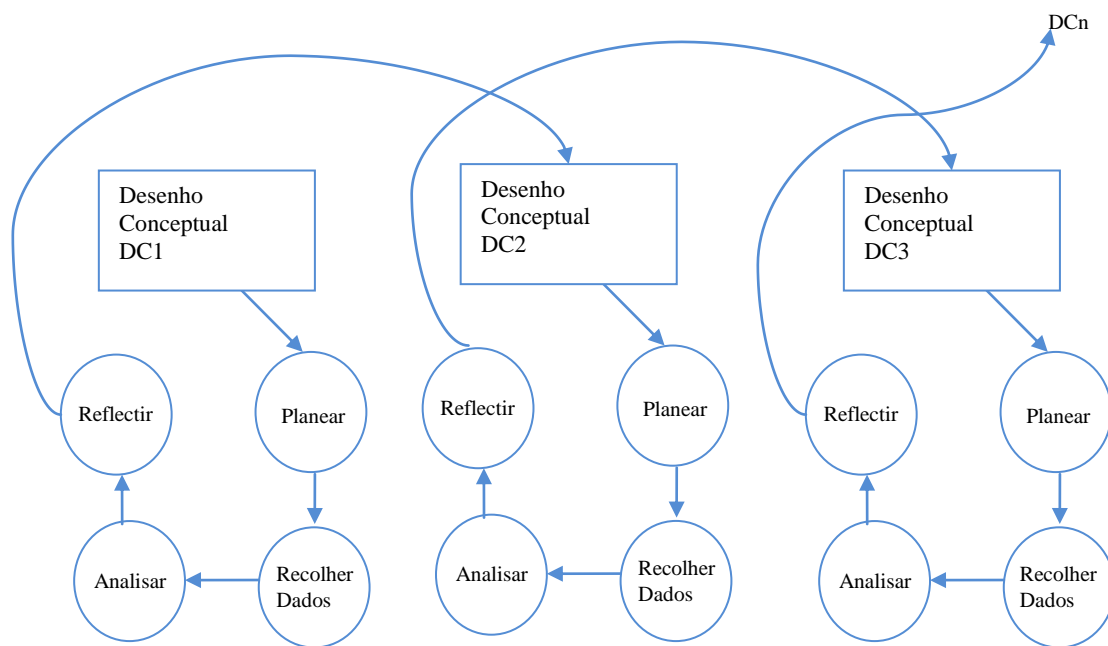 DCn
Desenho
Conceptual
DC1
Desenho
Conceptual
DC2
Desenho
Conceptual
DC3
Reflectir
Planear
Reflectir
Planear
Reflectir
Planear
Analisar
Recolher
Dados
Analisar
Recolher
Dados
Analisar
Recolher
Dados